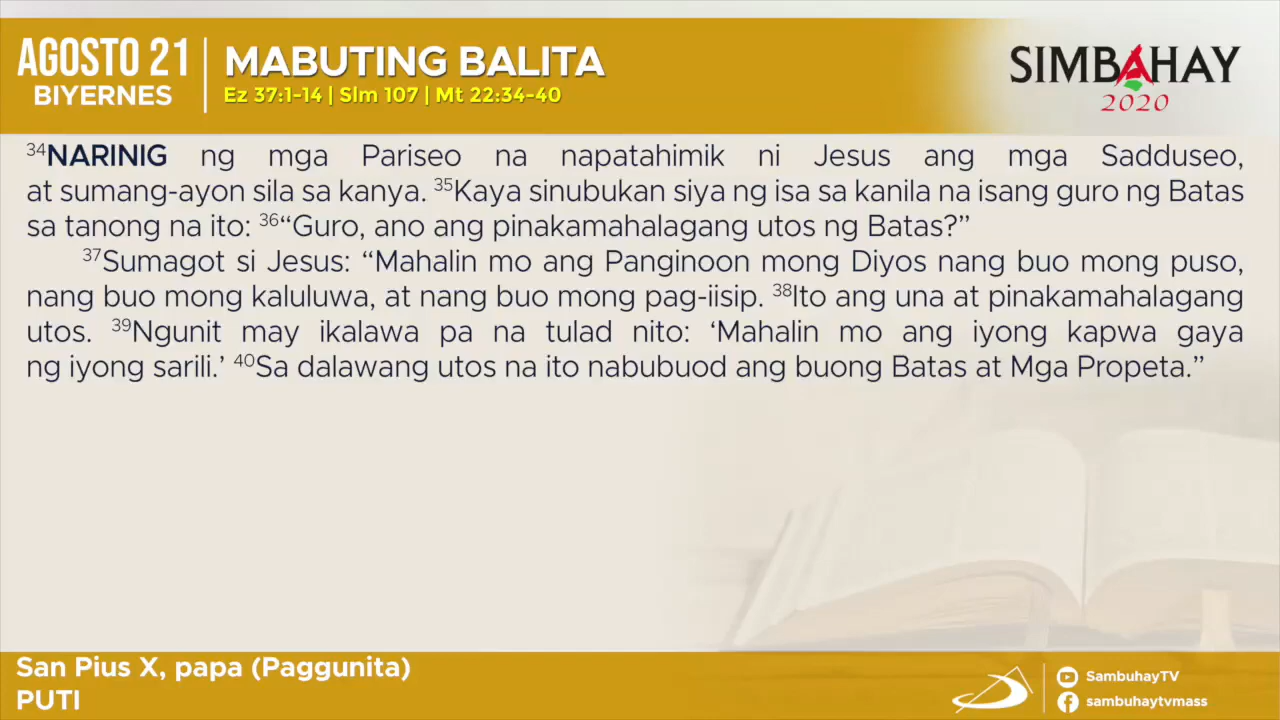 AGOSTO 21
BIYERNES
MABUTING BALITA
Ez 37:1-14 | Slm 107 | Mt 22:34-40
SIMBAHAY
2020
³⁴NARINIG ng mga Pariseo na napatahimik ni Jesus ang mga Sadduseo,
at sumang-ayon sila sa kanya. ³⁵Kaya sinubukan siya ng isa sa kanila na isang guro ng Batas
sa tanong na ito: ³⁶“Guro, ano ang pinakamahalagang utos ng Batas?”
³⁷Sumagot si Jesus: “Mahalin mo ang Panginoon mong Diyos nang buo mong puso,
nang buo mong kaluluwa, at nang buo mong pag-iisip. ³⁸Ito ang una at pinakamahalagang
utos. ³⁹Ngunit may ikalawa pa na tulad nito: ‘Mahalin mo ang iyong kapwa gaya
ng iyong sarili.’ ⁴⁰Sa dalawang utos na ito nabubuod ang buong Batas at Mga Propeta.”
San Pius X, papa (Paggunita)
PUTI
SambuhayTV
sambuhaytvmass